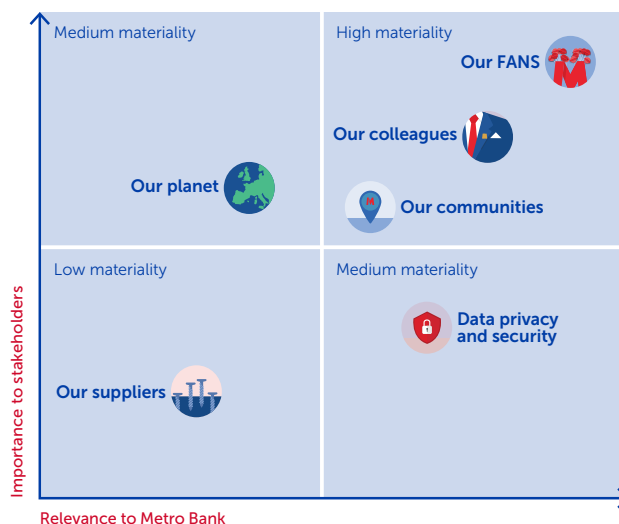 Medium materiality
High materiality
Our FANS
Our colleagues
Our planet
Our communities
Low materiality
Medium materiality
Data privacy
and security
Our suppliers
Importance to stakeholders
Relevance to Metro Bank